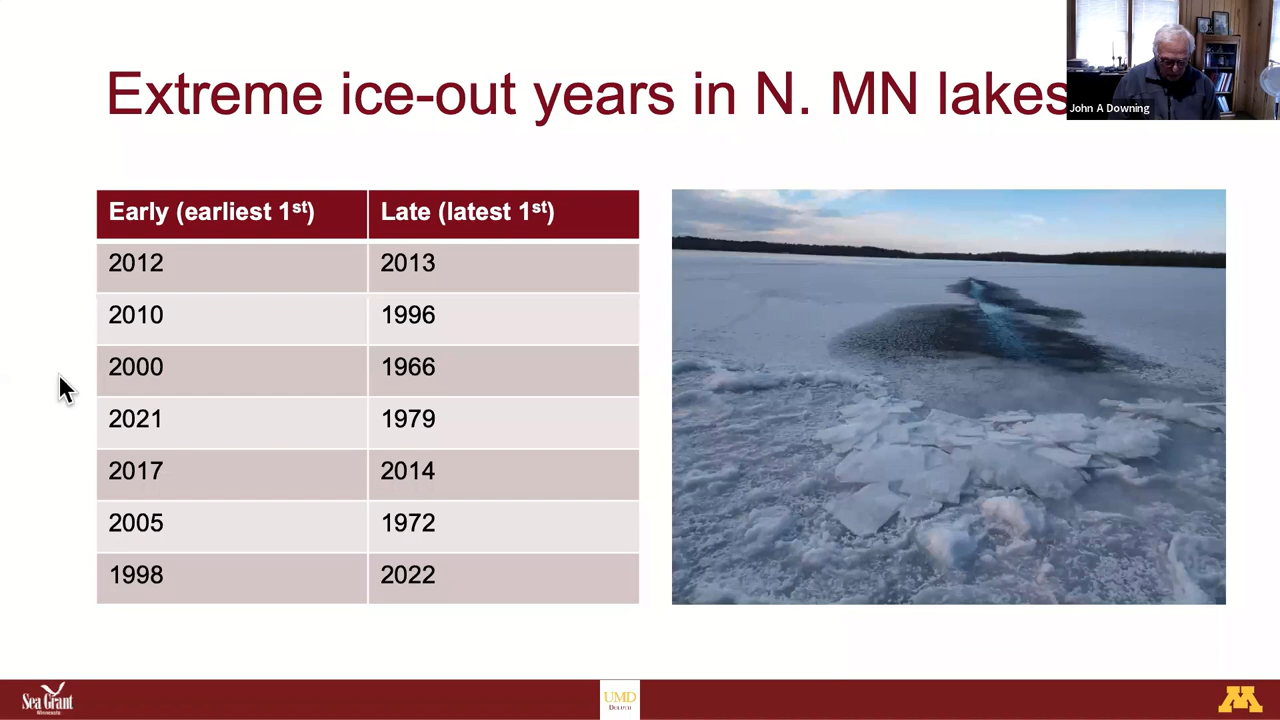 Extreme ice-out years in N. MN lakes
John A Downing
Early (earliest 1st) Late (latest 1st)
2012 2013
2010 1996
2000 1966
2021 1979
2017 2014
2005 1972
1998 2022
Sea Grant
Minnesota
UMD
DULUTH
M